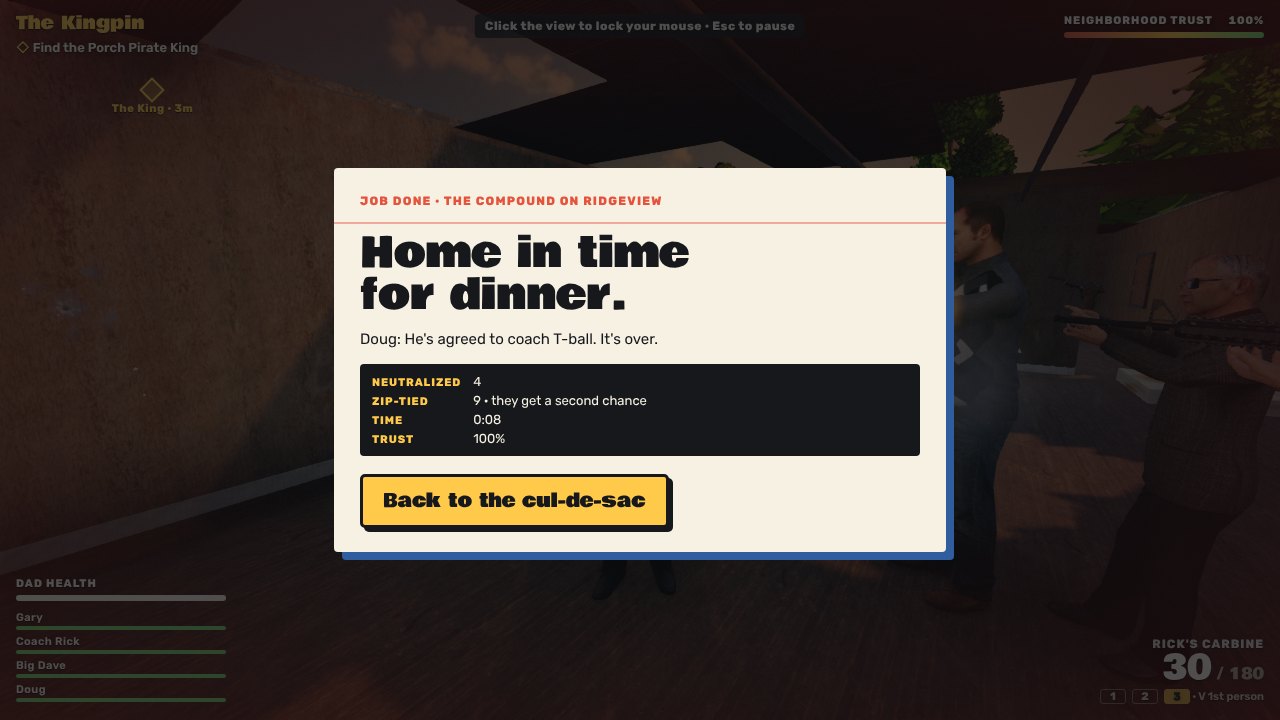 The Kingpin
Find the Porch Pirate King
The King · 3m
Click the view to lock your mouse · Esc to pause
NEIGHBORHOOD TRUST 100%
JOB DONE · THE COMPOUND ON RIDGEVIEW
Home in time
for dinner.
Doug: He's agreed to coach T-ball. It's over.
NEUTRALIZED 4
ZIP-TIED 9 · they get a second chance
TIME 0:08
TRUST 100%
Back to the cul-de-sac
DAD HEALTH
Gary
Coach Rick
Big Dave
Doug
RICK'S CARBINE
30 / 180
1 2 3 · V 1st person